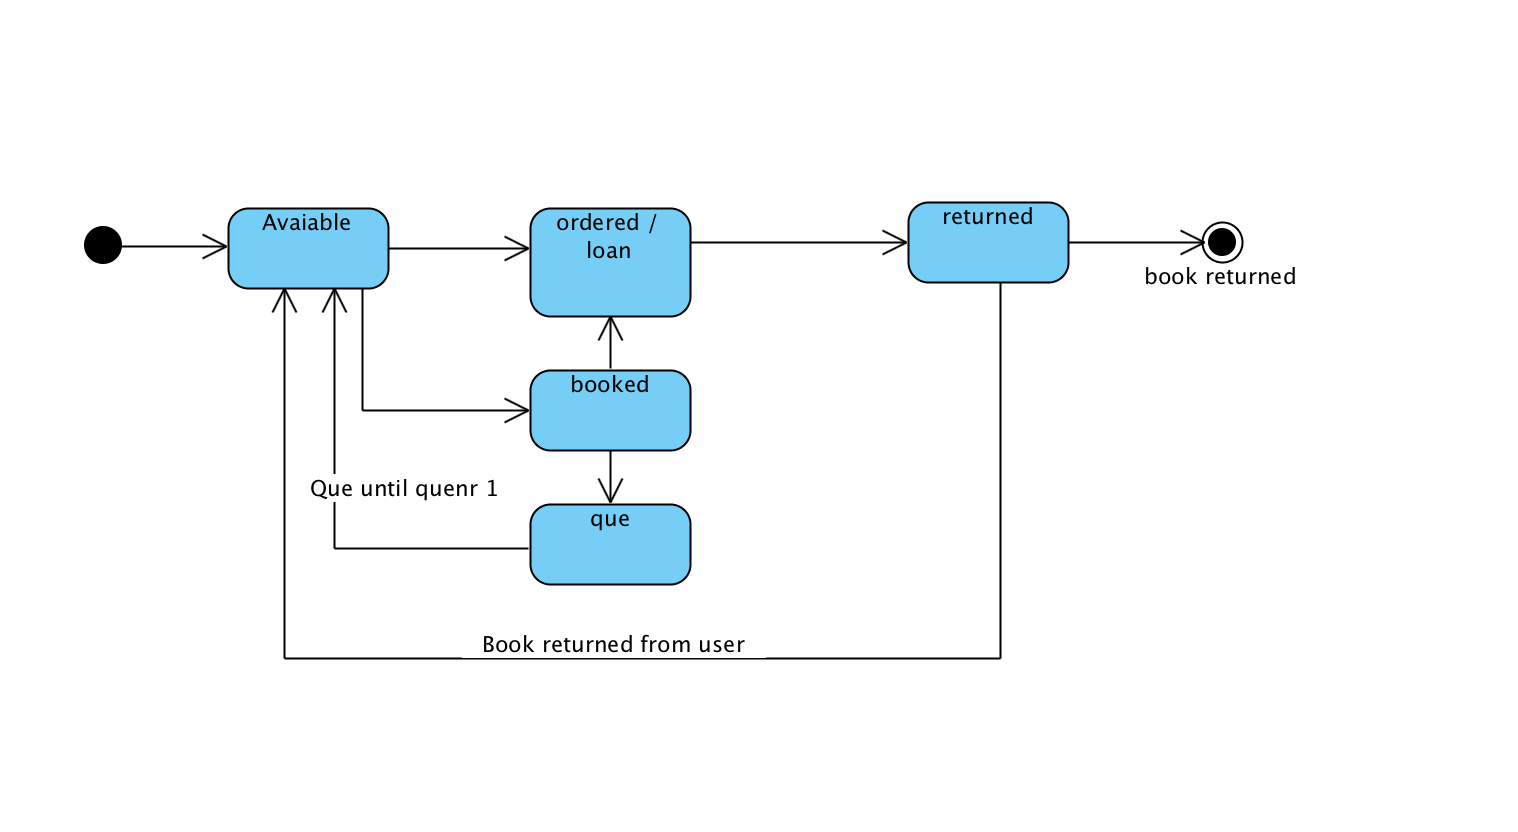 Avaiable
ordered /
loan
returned
book returned
booked
Que until quenr 1
que
Book returned from user